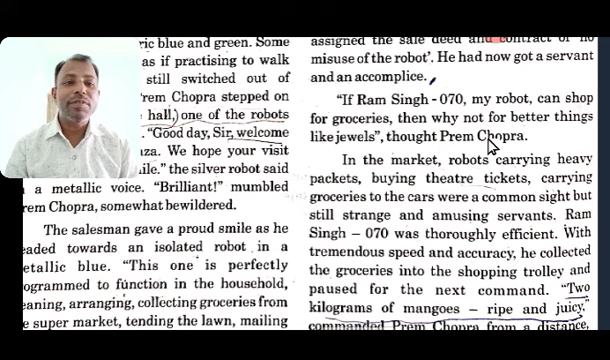 ric blue and green. Some
as if practising to walk
still switched out of
Prem Chopra stepped on
hall,) one of the robots
"Good day, Sir, welcome
za. We hope your visit
ile." the silver robot said
a metallic voice. "Brilliant!" mumbled
rem Chopra, somewhat bewildered.
The salesman gave a proud smile as he
eaded towards an isolated robot in a
etallic blue. "This one is perfectly
ogrammed to function in the household,
eaning, arranging, collecting groceries from
e super market, tending the lawn, mailing
assigned the sale deed and contract of no
misuse of the robot'. He had now got a servant
and an accomplice.
"If Ram Singh - 070, my robot, can shop
for groceries, then why not for better things
like jewels", thought Prem Chopra.
In the market, robots carrying heavy
packets, buying theatre tickets, carrying
groceries to the cars were a common sight but
still strange and amusing servants. Ram
Singh – 070 was thoroughly efficient. With
tremendous speed and accuracy, he collected
the groceries into the shopping trolley and
paused for the next command. "Two
kilograms of mangoes – ripe and juicy,"
commanded Prem Chopra from a distance,